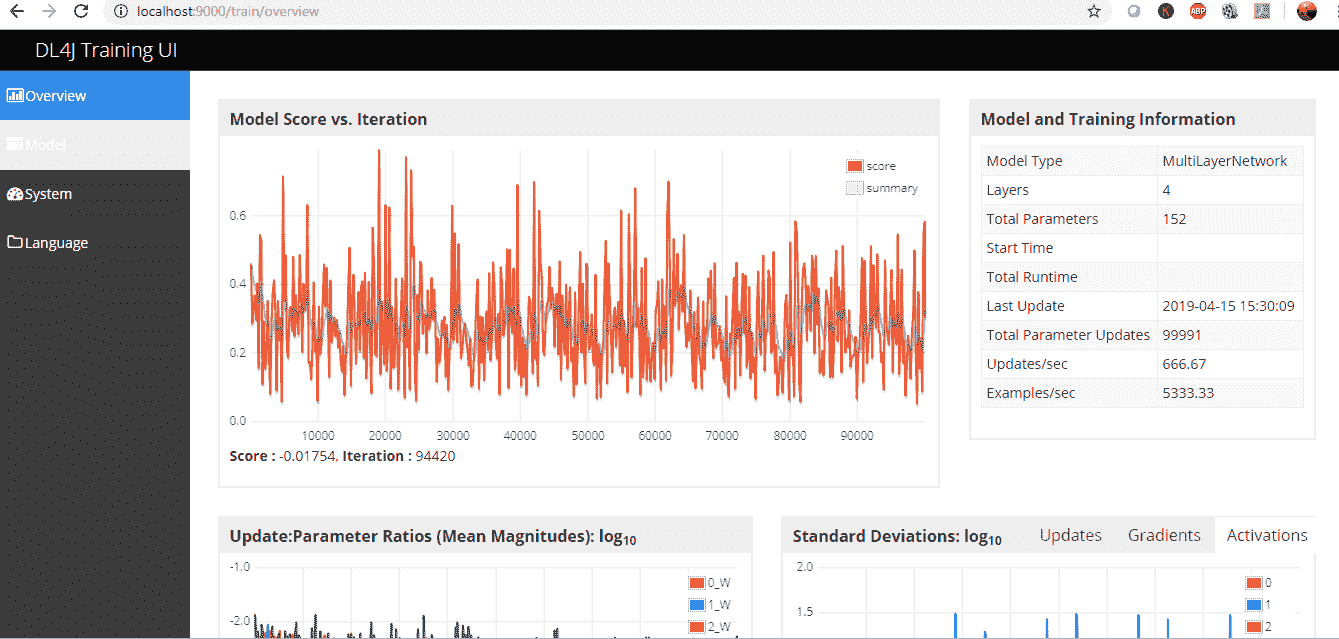 localhost:9000/train/overview
K ABP
DL4J Training UI
Overview
Model
System
Language
Model Score vs. Iteration
score
summary
0.6
0.4
0.2
0.0
10000 20000 30000 40000 50000 60000 70000 80000 90000
Score : -0.01754, Iteration : 94420
Model and Training Information
Model Type MultiLayerNetwork
Layers 4
Total Parameters 152
Start Time
Total Runtime
Last Update 2019-04-15 15:30:09
Total Parameter Updates 99991
Updates/sec 666.67
Examples/sec 5333.33
Update:Parameter Ratios (Mean Magnitudes): log10
-1.0
-2.0
0_W
1_W
2_W
Standard Deviations: log10 Updates Gradients Activations
2.0
1.5
0
1
2